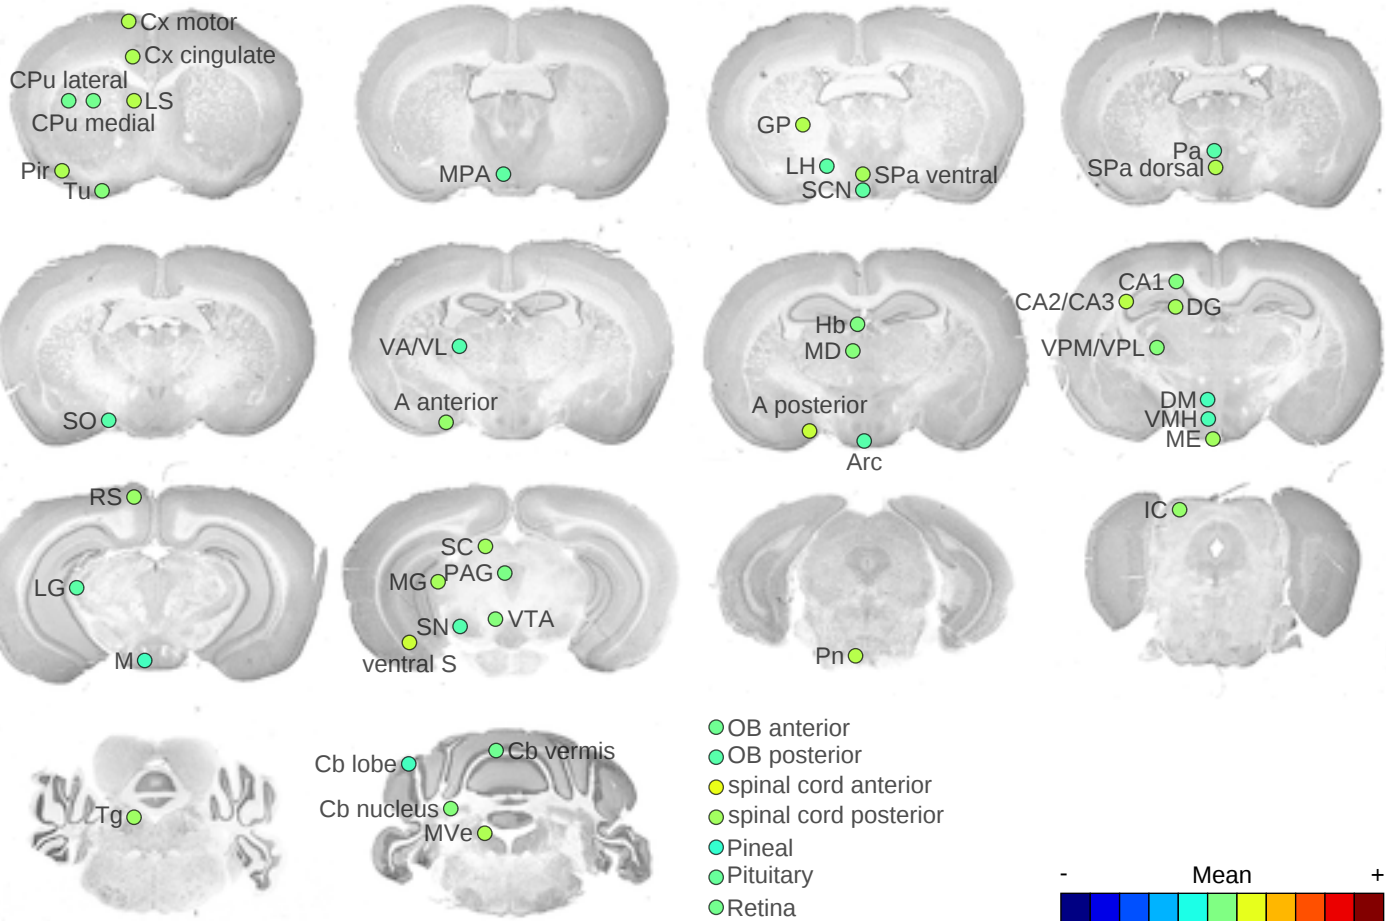 Cx motor
Cx cingulate
CPu lateral
LS
CPu medial
Pir
Tu
MPA
GP
LH
SPa ventral
SCN
Pa
SPa dorsal
SO
VA/VL
A anterior
Hb
MD
A posterior
Arc
CA1
CA2/CA3
DG
VPM/VPL
DM
VMH
ME
RS
LG
M
SC
MG
PAG
SN
VTA
ventral S
Pn
IC
Tg
Cb vermis
Cb lobe
Cb nucleus
MVe
OB anterior
OB posterior
spinal cord anterior
spinal cord posterior
Pineal
Pituitary
Retina
- Mean +